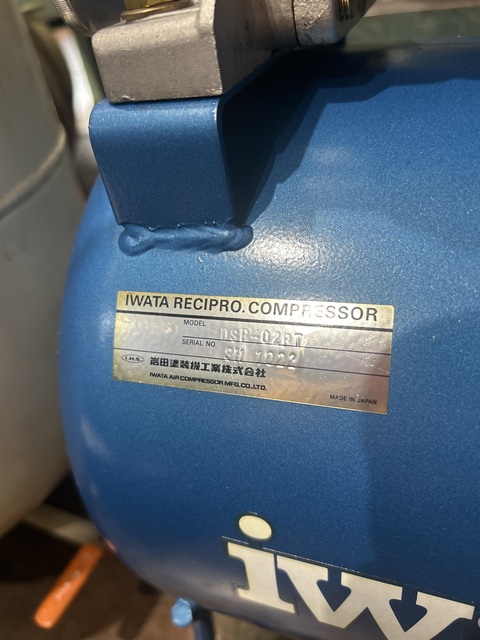 IWATA RECIPRO. COMPRESSOR
MODEL
SERIAL NO.
岩田塗装機工業株式会社
IWATA AIR COMPRESSOR MFG. CO., LTD.
MADE IN JAPAN
iw